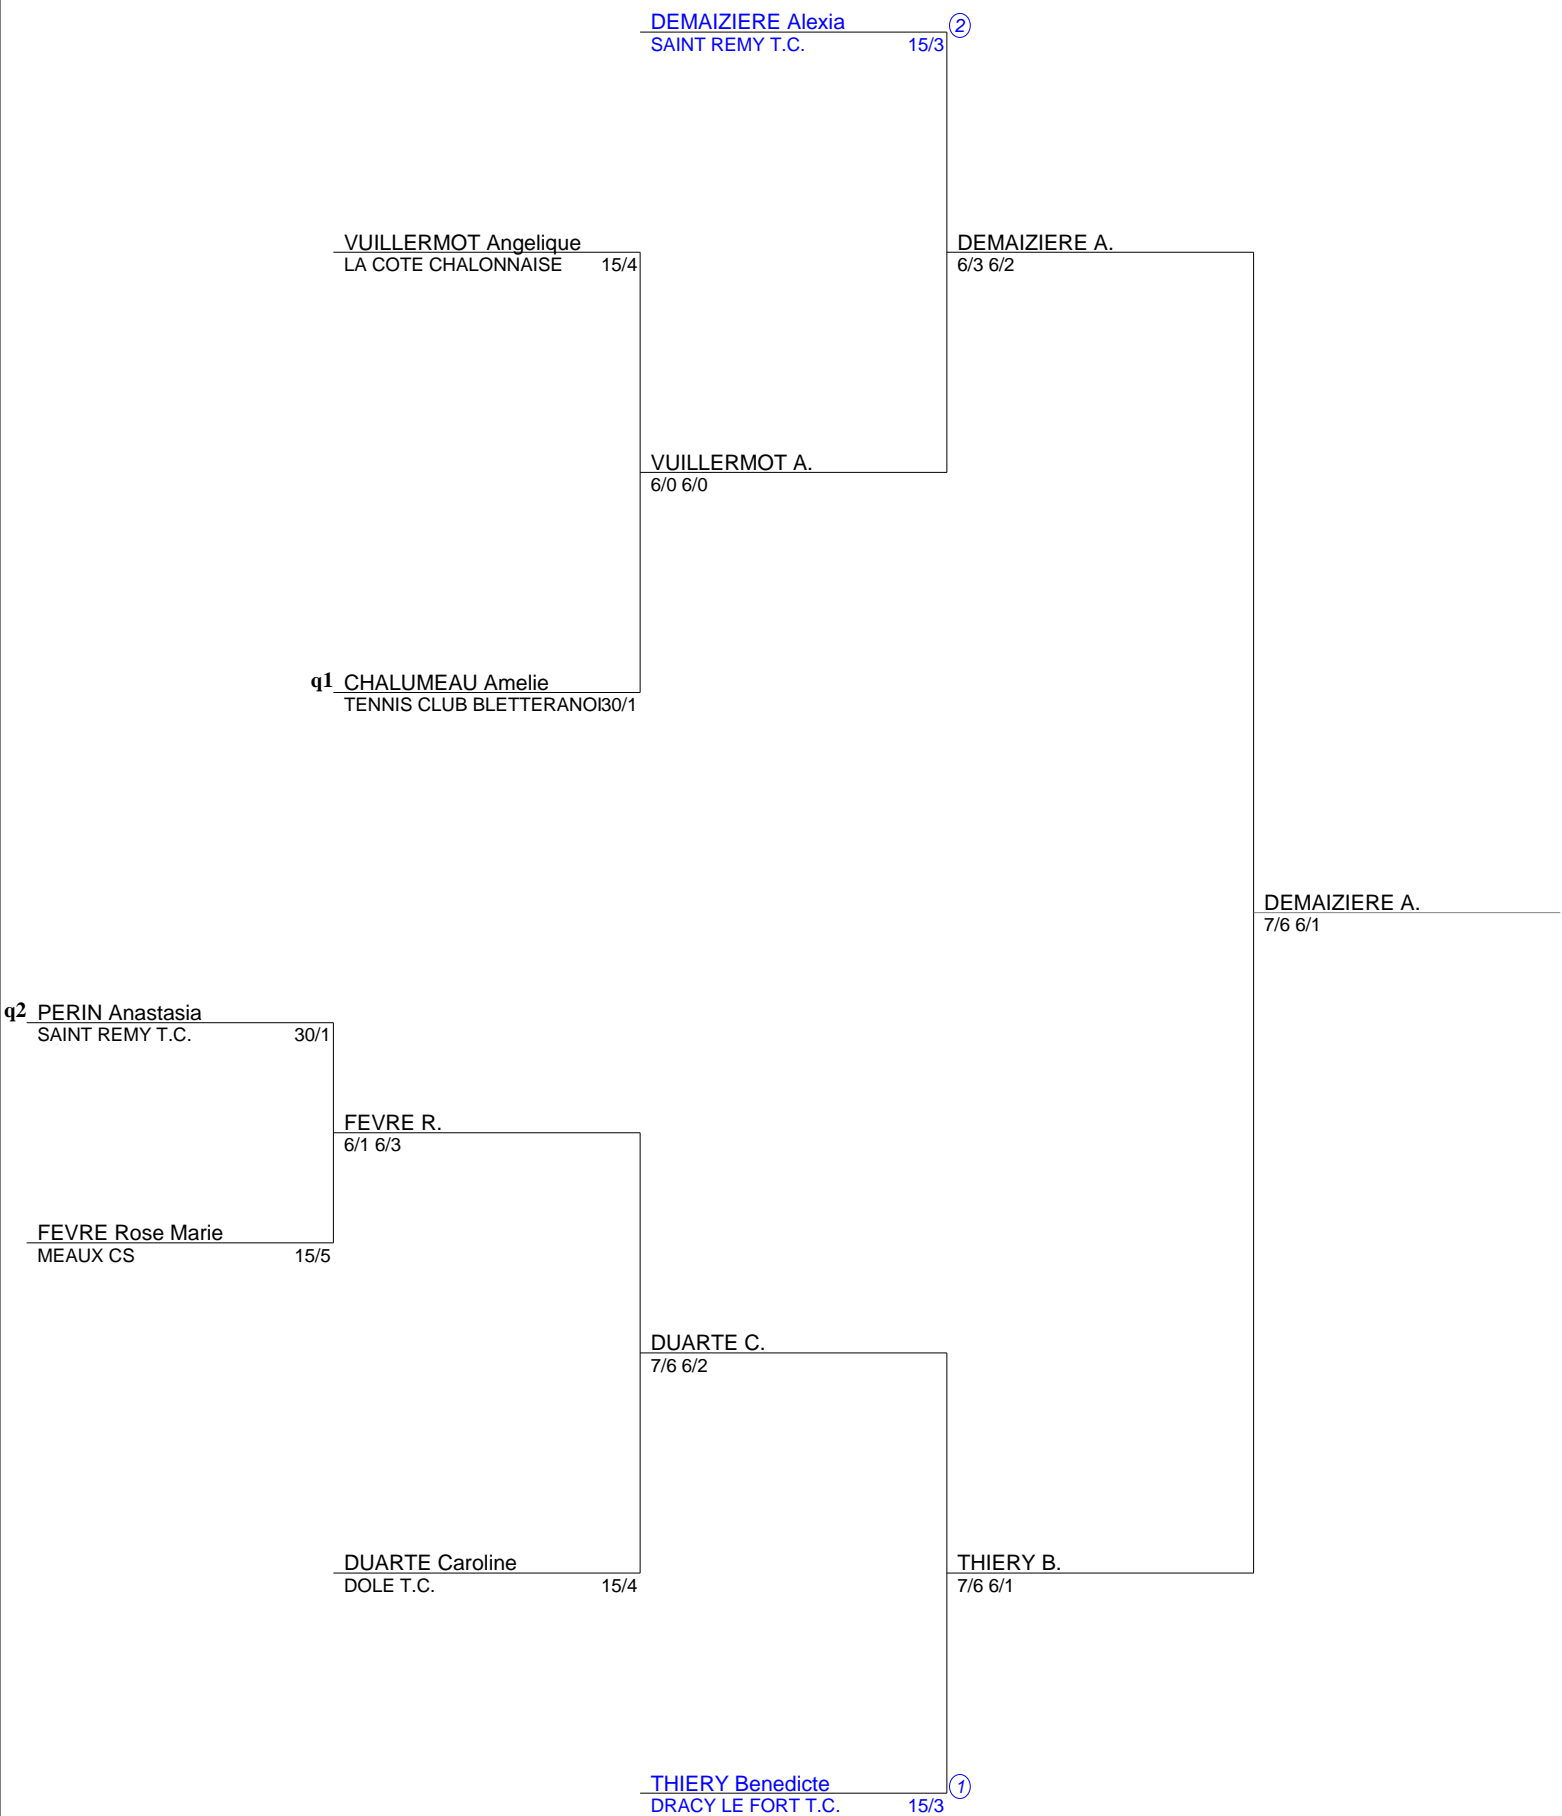 DEMAIZIERE Alexia 2
SAINT REMY T.C. 15/3
VUILLERMOT Angelique
LA COTE CHALONNAISE 15/4
DEMAIZIERE A.
6/3 6/2
VUILLERMOT A.
6/0 6/0
q1 CHALUMEAU Amelie
TENNIS CLUB BLETTERANOI30/1
DEMAIZIERE A.
7/6 6/1
q2 PERIN Anastasia
SAINT REMY T.C. 30/1
FEVRE R.
6/1 6/3
FEVRE Rose Marie
MEAUX CS 15/5
DUARTE C.
7/6 6/2
DUARTE Caroline
DOLE T.C. 15/4
THIERY B.
7/6 6/1
THIERY Benedicte 1
DRACY LE FORT T.C. 15/3